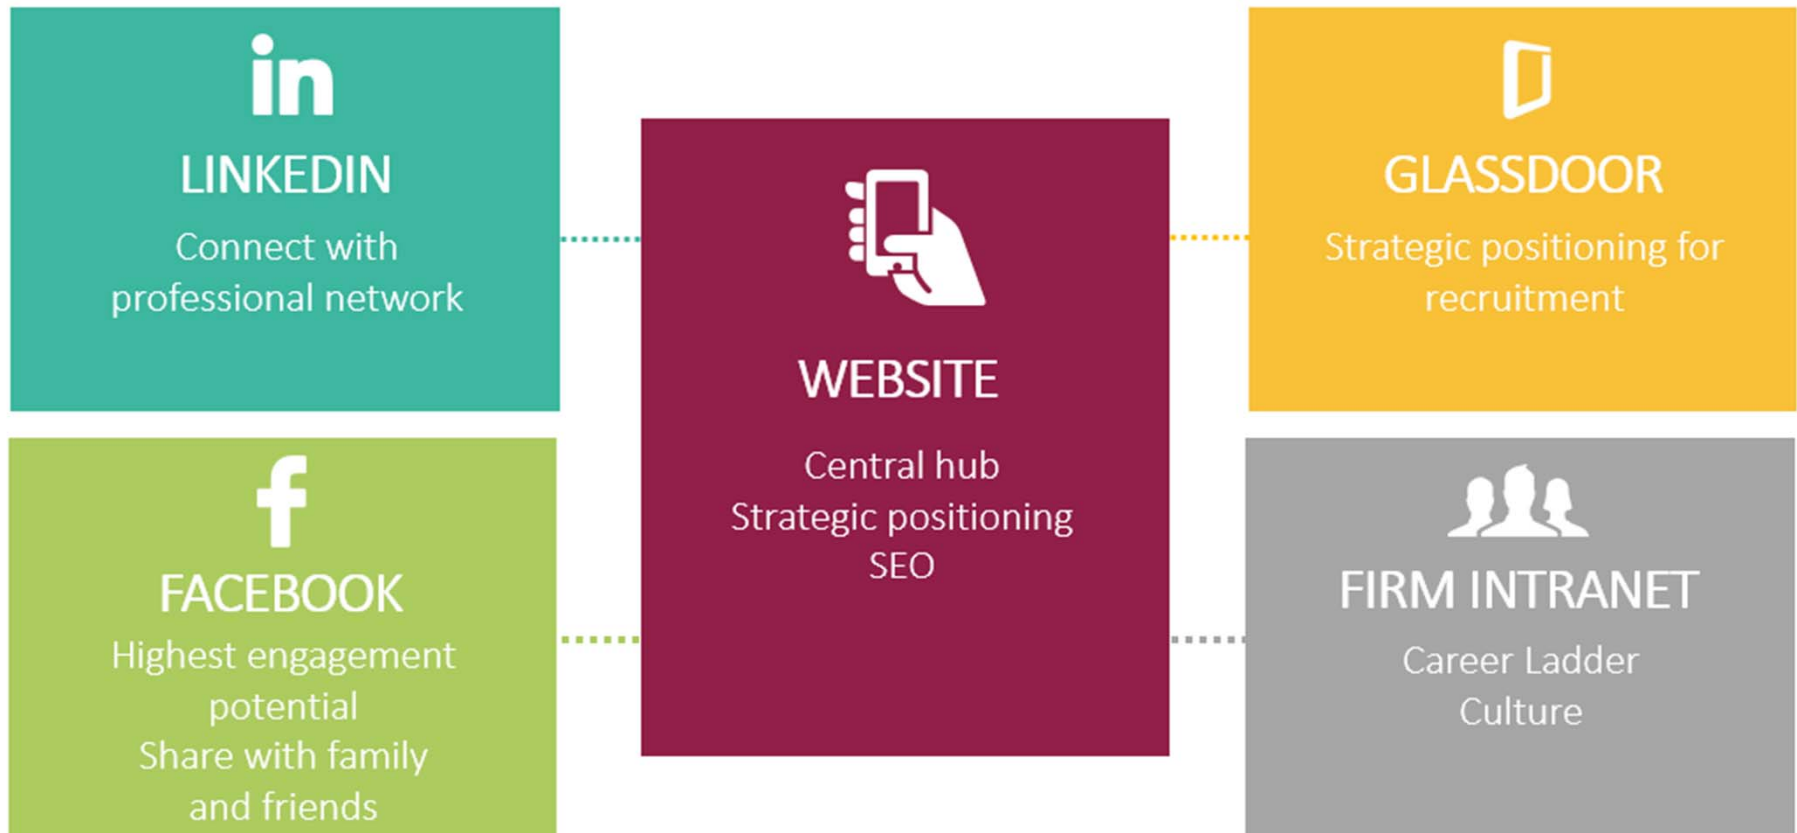 in
LINKEDIN
Connect with
professional network
f
FACEBOOK
Highest engagement
potential
Share with family
and friends
WEBSITE
Central hub
Strategic positioning
SEO
GLASSDOOR
Strategic positioning for
recruitment
FIRM INTRANET
Career Ladder
Culture